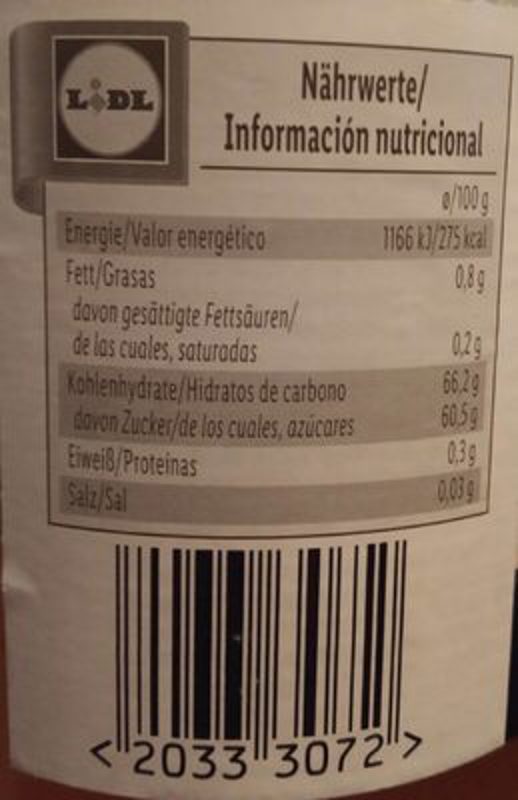 LIDL
Nährwerte/
Información nutricional
ø/100 g
Energie/Valor energético 1166 kJ/275 kcal
Fett/Grasas 0,8 g
davon gesättigte Fettsäuren/
de las cuales, saturadas 0,2 g
Kohlenhydrate/Hidratos de carbono 66,2 g
davon Zucker/de los cuales, azúcares 60,5 g
Eiweiß/Proteínas 0,3 g
Salz/Sal 0,03 g
<2033 3072>